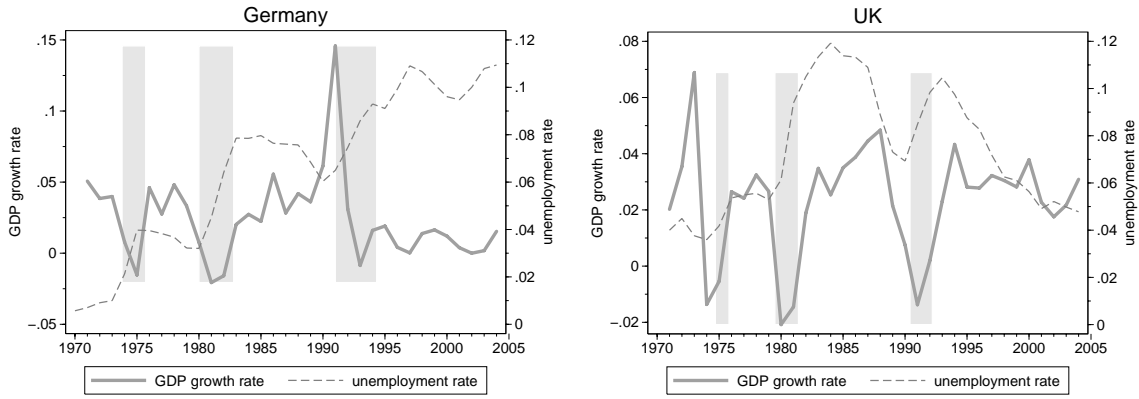 Germany
GDP growth rate
.15
.1
.05
0
−.05
.12
.1
.08
.06
.04
.02
0
unemployment rate
1970 1975 1980 1985 1990 1995 2000 2005
GDP growth rate unemployment rate
UK
GDP growth rate
.08
.06
.04
.02
0
−.02
.12
.1
.08
.06
.04
.02
0
unemployment rate
1970 1975 1980 1985 1990 1995 2000 2005
GDP growth rate unemployment rate